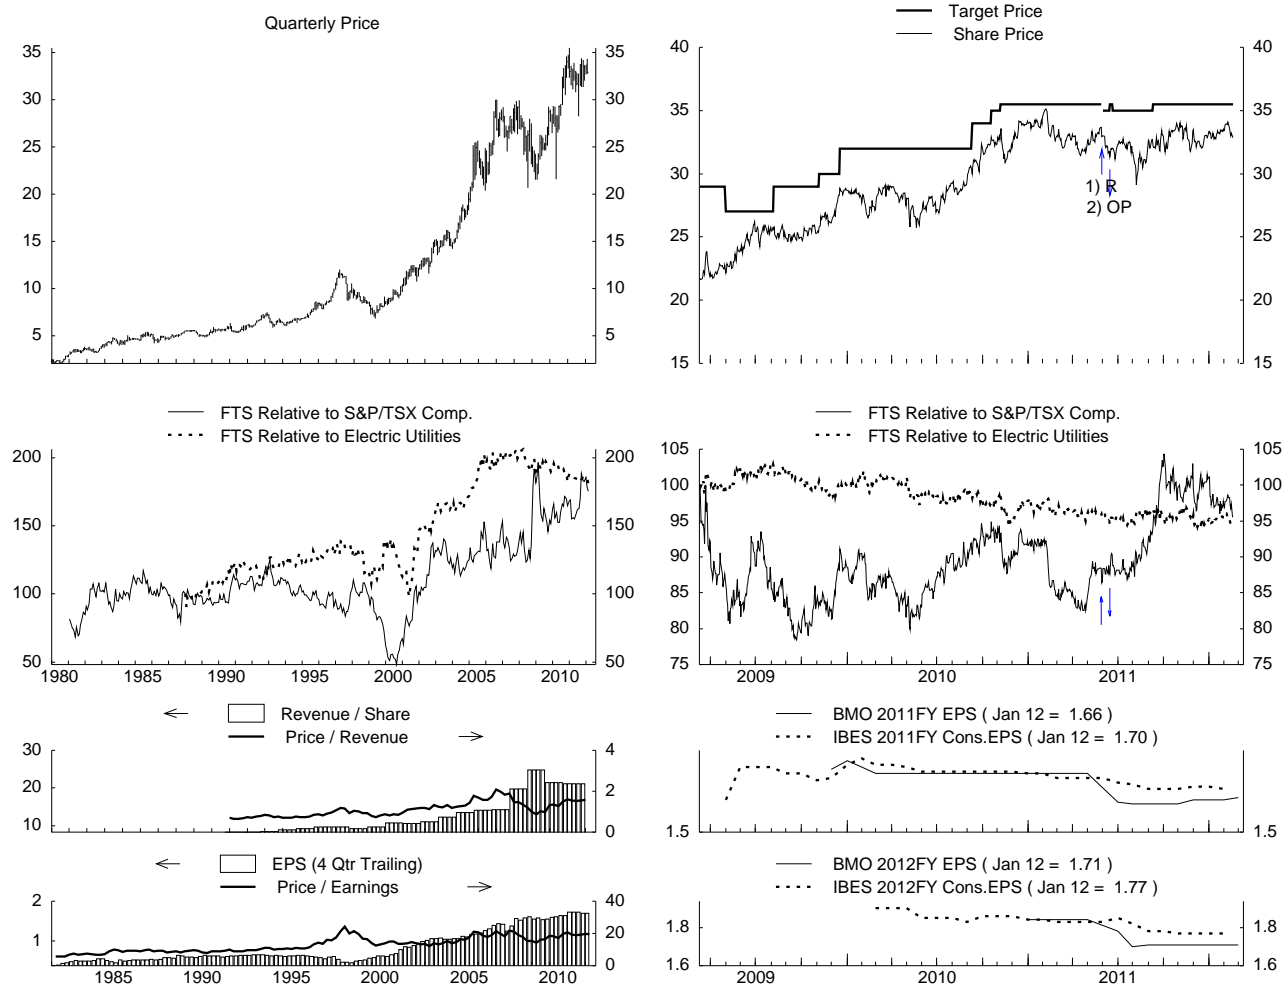 Quarterly Price
35 35
30 30
25 25
20 20
15 15
10 10
5 5
Target Price
Share Price
40 40
35 35
30 30
25 25
20 20
15 15
1) R
2) OP
FTS Relative to S&P/TSX Comp.
FTS Relative to Electric Utilities
200 200
150 150
100 100
50 50
1980 1985 1990 1995 2000 2005 2010
FTS Relative to S&P/TSX Comp.
FTS Relative to Electric Utilities
105 105
100 100
95 95
90 90
85 85
80 80
75 75
2009 2010 2011
Revenue / Share
Price / Revenue
30 4
20 2
10 0
BMO 2011FY EPS ( Jan 12 = 1.66 )
IBES 2011FY Cons.EPS ( Jan 12 = 1.70 )
1.5 1.5
EPS (4 Qtr Trailing)
Price / Earnings
2 40
1 20
0
1985 1990 1995 2000 2005 2010
BMO 2012FY EPS ( Jan 12 = 1.71 )
IBES 2012FY Cons.EPS ( Jan 12 = 1.77 )
1.8 1.8
1.6 1.6
2009 2010 2011